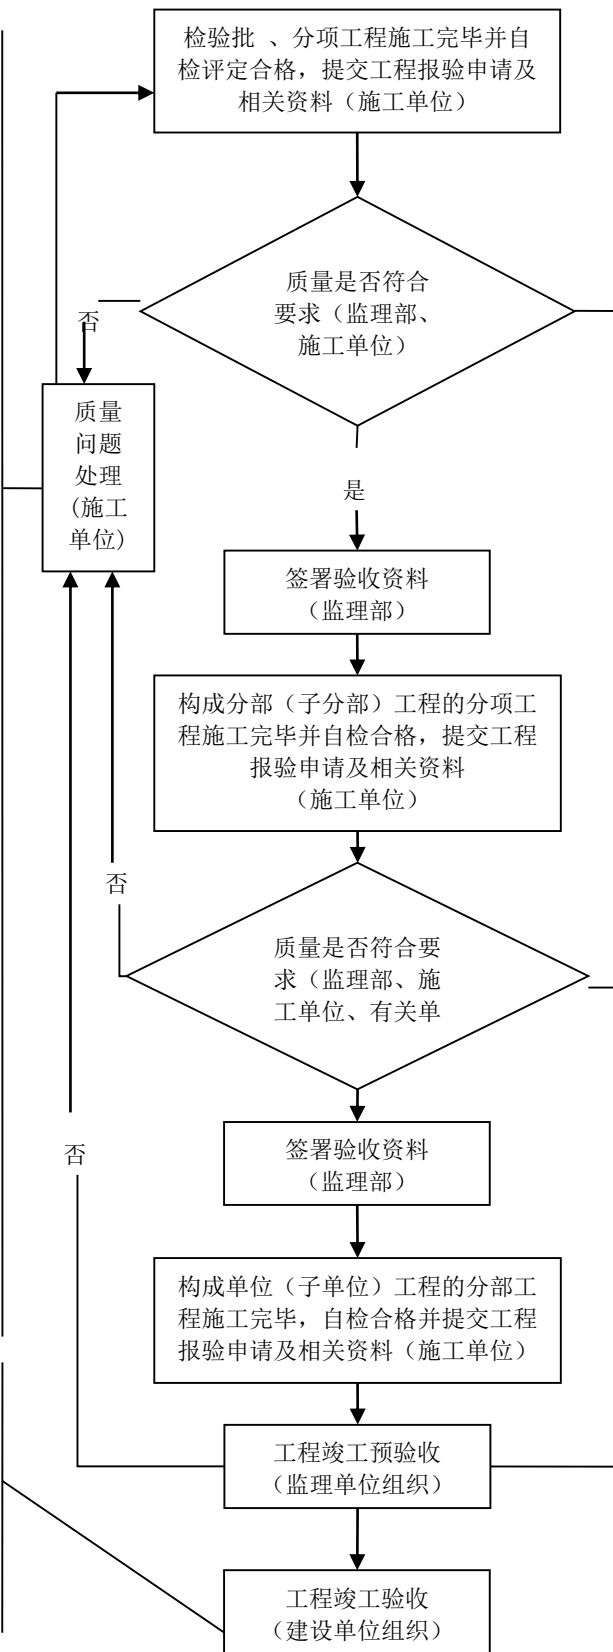 检验批 、分项工程施工完毕并自
检评定合格，提交工程报验申请及
相关资料（施工单位）
质量是否符合
要求（监理部、
施工单位）
否
质量
问题
处理
(施工
单位)
是
签署验收资料
（监理部）
构成分部（子分部）工程的分项工
程施工完毕并自检合格，提交工程
报验申请及相关资料
（施工单位）
否
质量是否符合要
求（监理部、施
工单位、有关单
签署验收资料
（监理部）
否
构成单位（子单位）工程的分部工
程施工完毕，自检合格并提交工程
报验申请及相关资料（施工单位）
工程竣工预验收
（监理单位组织）
工程竣工验收
（建设单位组织）